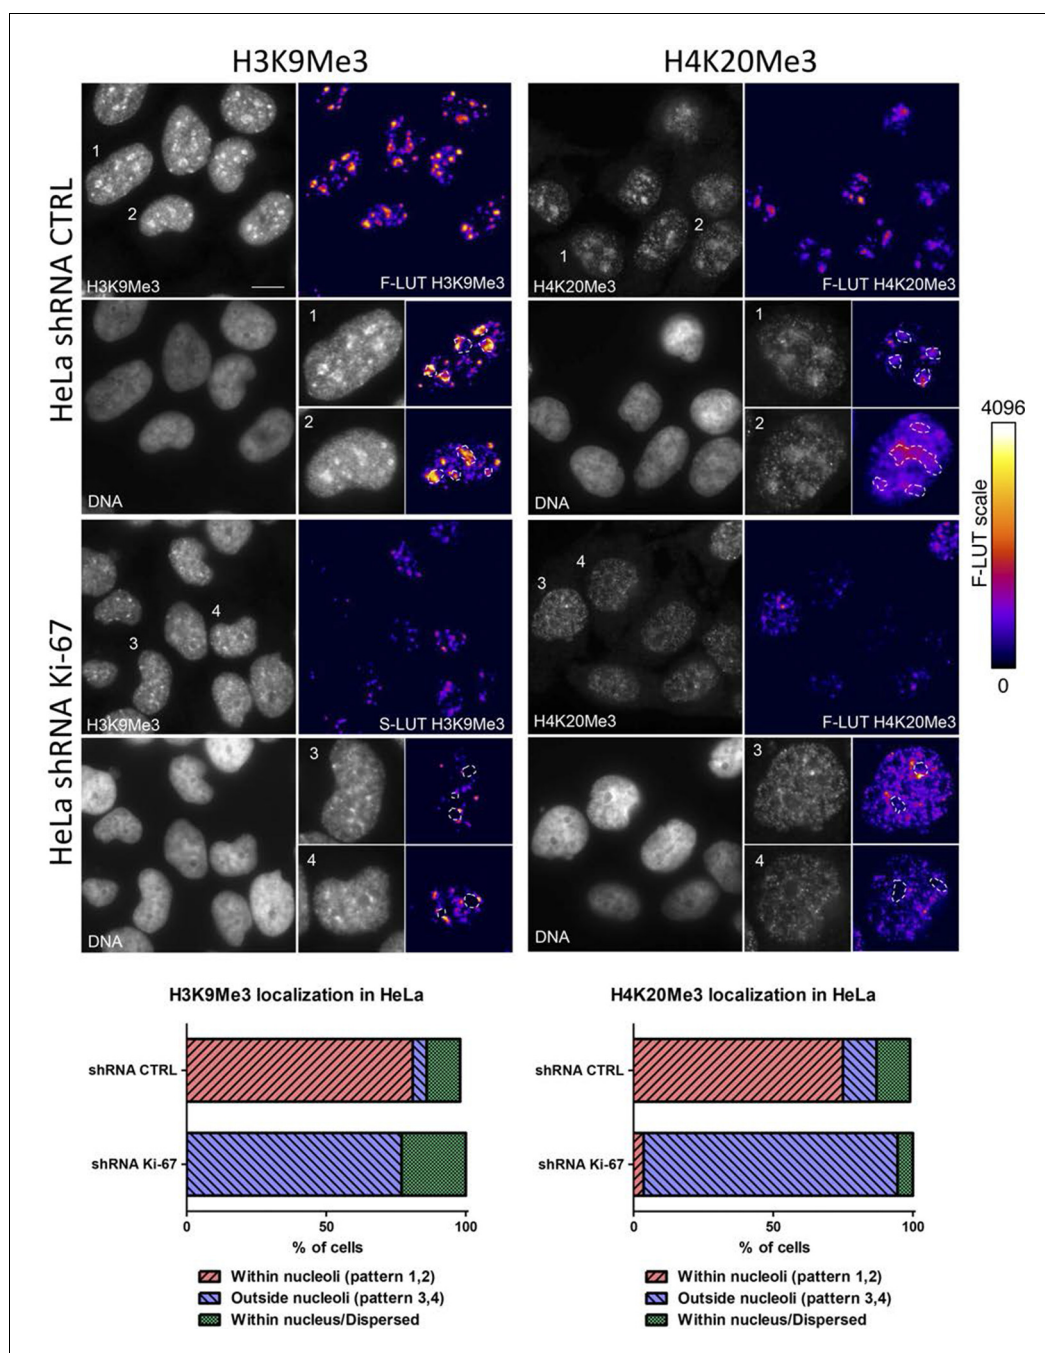 H3K9Me3
H4K20Me3
HeLa shRNA CTRL
1
2
H3K9Me3
F-LUT H3K9Me3
1
2
H4K20Me3
F-LUT H4K20Me3
DNA
1
2
DNA
1
2
4096
F-LUT scale
0
HeLa shRNA Ki-67
3
4
H3K9Me3
S-LUT H3K9Me3
3
4
H4K20Me3
F-LUT H4K20Me3
DNA
3
4
DNA
3
4
H3K9Me3 localization in HeLa
shRNA CTRL
shRNA Ki-67
0 50 100
% of cells
Within nucleoli (pattern 1,2)
Outside nucleoli (pattern 3,4)
Within nucleus/Dispersed
H4K20Me3 localization in HeLa
shRNA CTRL
shRNA Ki-67
0 50 100
% of cells
Within nucleoli (pattern 1,2)
Outside nucleoli (pattern 3,4)
Within nucleus/Dispersed